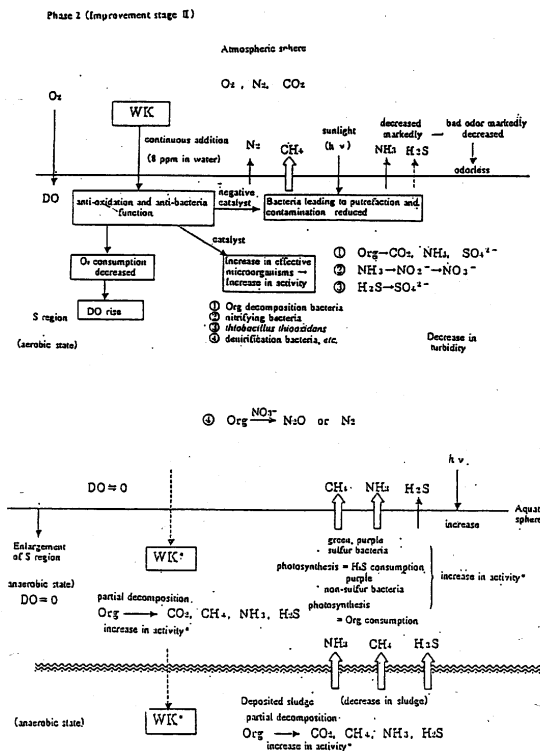 Phase 2 (Improvement stage II)
Atmospheric sphere
O₂ , N₂, CO₂
O₂
WK
continuous addition
(8 ppm in water)
N₂
CH₄
sunlight
(hν)
decreased
markedly
NH₃
H₂S
bad odor markedly
decreased
odorless
DO
anti-oxidation and anti-bacteria
function
negative
catalyst
Bacteria leading to putrefaction and
contamination reduced
catalyst
O₂ consumption
decreased
Increase in effective
microorganisms →
Increase in activity
① Org→CO₂, NH₃, SO₄²⁻
② NH₃→NO₂⁻→NO₃⁻
③ H₂S→SO₄²⁻
DO rise
S region
(aerobic state)
① Org decomposition bacteria
② nitrifying bacteria
③ thiobacillus thiooxidans
④ denitrification bacteria, etc.
Decrease in
turbidity
④ Org NO₃⁻→ N₂O or N₂
DO≒0
CH₄
NH₃
H₂S
hν
increase
Aquat
sphere
Enlargement
of S region
WK*
green, purple
sulfur bacteria
photosynthesis = H₂S consumption
purple
non-sulfur bacteria
photosynthesis
= Org consumption
increase in activity*
anaerobic state)
DO=0
partial decomposition
Org → CO₂, CH₄, NH₃, H₂S
increase in activity*
NH₃
CH₄
H₂S
(anaerobic state)
WK*
Deposited sludge (decrease in sludge)
partial decomposition
Org → CO₂, CH₄, NH₃, H₂S
increase in activity*